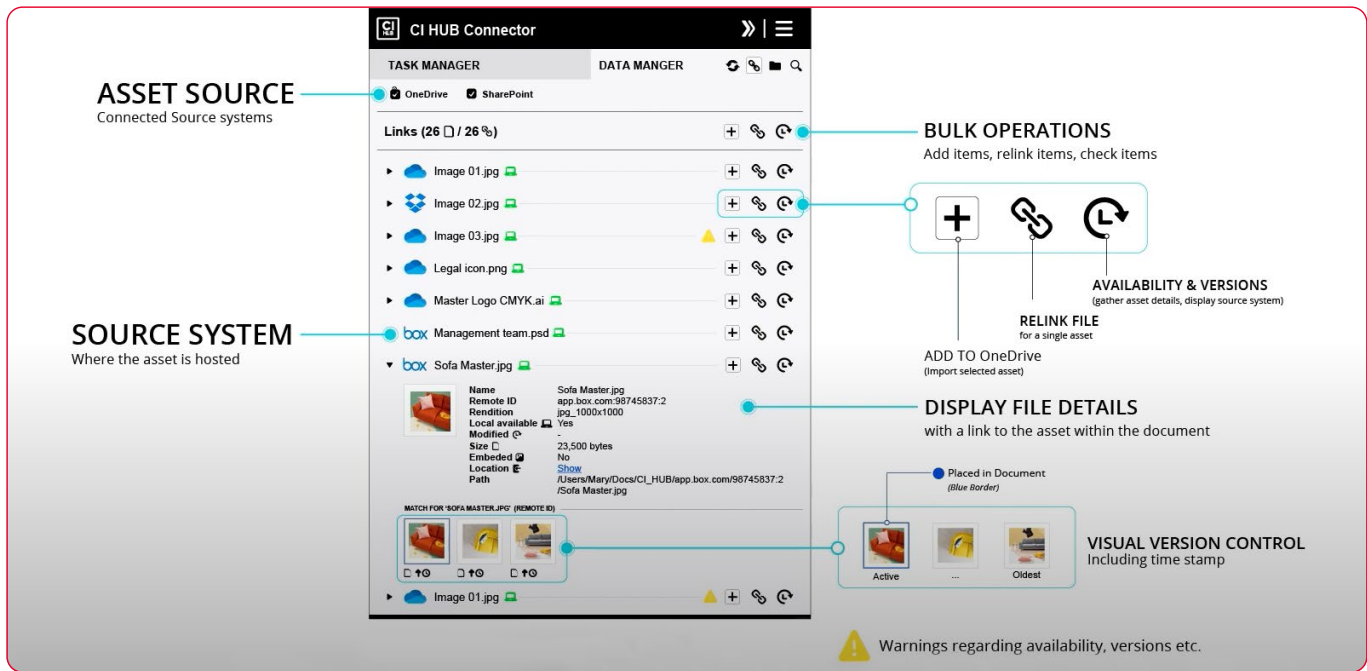 CI HUB
CI HUB Connector
TASK MANAGER
DATA MANGER
ASSET SOURCE
Connected Source systems
OneDrive
SharePoint
Links (26 / 26 )
BULK OPERATIONS
Add items, relink items, check items
Image 01.jpg
Image 02.jpg
Image 03.jpg
Legal icon.png
Master Logo CMYK.ai
SOURCE SYSTEM
Where the asset is hosted
box Management team.psd
box Sofa Master.jpg
AVAILABILITY & VERSIONS
(gather asset details, display source system)
RELINK FILE
for a single asset
ADD TO OneDrive
(Import selected asset)
Name Sofa Master.jpg
Remote ID app.box.com:98745837:2
Rendition jpg_1000x1000
Local available Yes
Modified -
Size 23,500 bytes
Embeded No
Location Show
Path /Users/Mary/Docs/CI_HUB/app.box.com/98745837:2
/Sofa Master.jpg
DISPLAY FILE DETAILS
with a link to the asset within the document
MATCH FOR 'SOFA MASTER.JPG' (REMOTE ID)
Placed in Document
(Blue Border)
Active
...
Oldest
VISUAL VERSION CONTROL
Including time stamp
Image 01.jpg
Warnings regarding availability, versions etc.